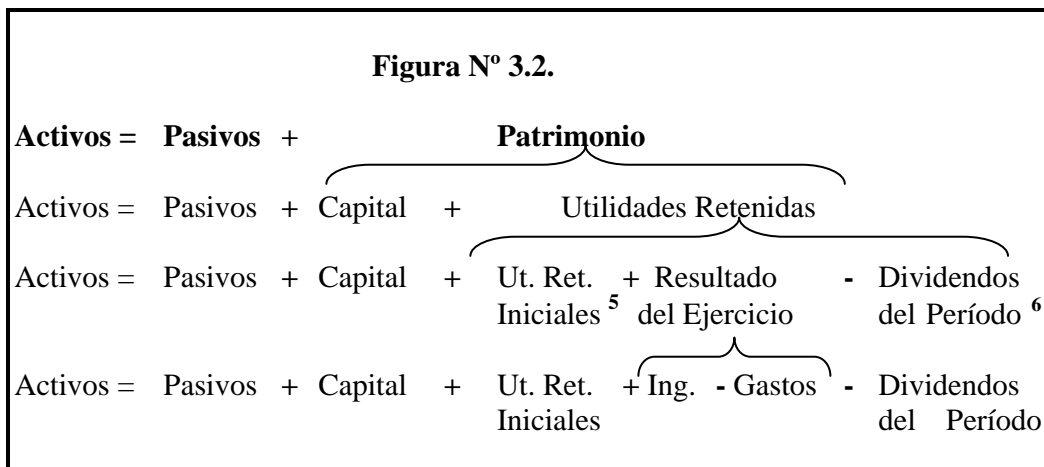 Figura Nº 3.2.
Activos = Pasivos + Patrimonio
Activos = Pasivos + Capital + Utilidades Retenidas
Activos = Pasivos + Capital + Ut. Ret. + Resultado - Dividendos
Iniciales 5 del Ejercicio del Período 6
Activos = Pasivos + Capital + Ut. Ret. + Ing. - Gastos - Dividendos
Iniciales del Período